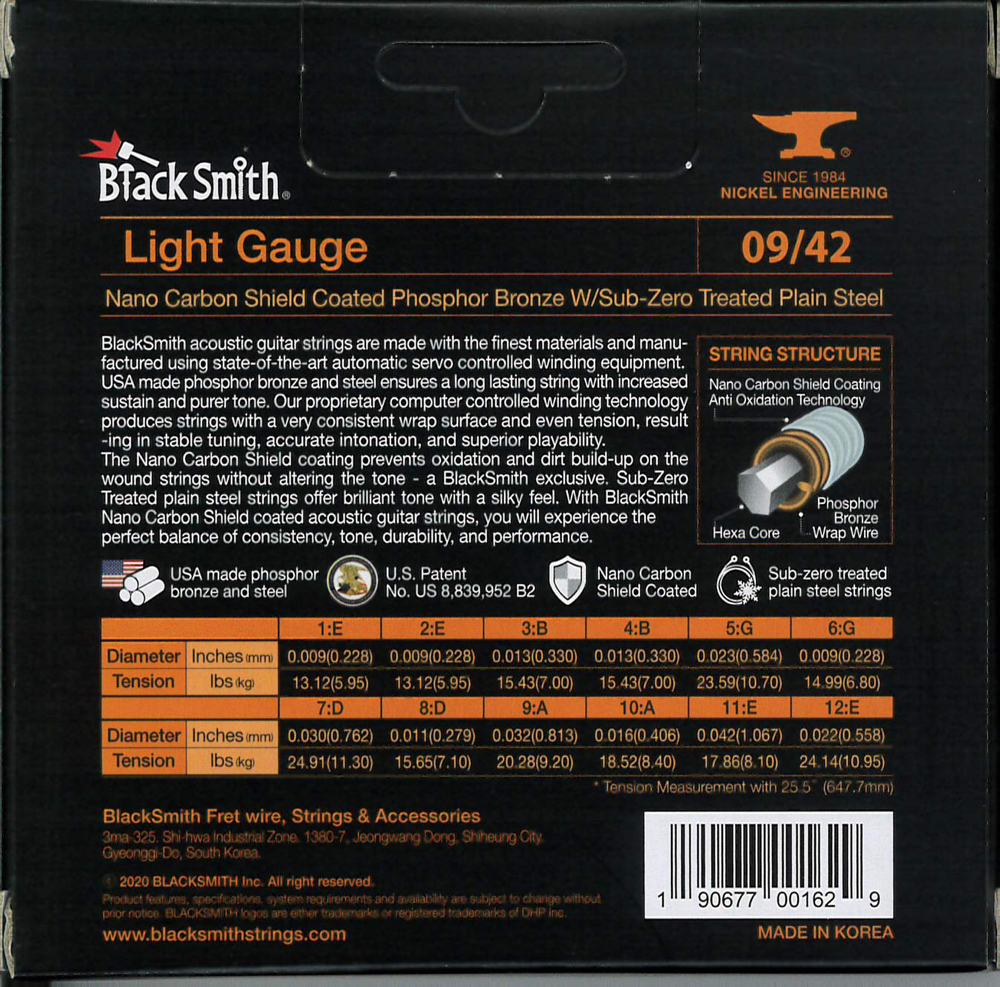 BlackSmith®
®
SINCE 1984
NICKEL ENGINEERING
Light Gauge
09/42
Nano Carbon Shield Coated Phosphor Bronze W/Sub-Zero Treated Plain Steel
BlackSmith acoustic guitar strings are made with the finest materials and manu-
factured using state-of-the-art automatic servo controlled winding equipment.
USA made phosphor bronze and steel ensures a long lasting string with increased
sustain and purer tone. Our proprietary computer controlled winding technology
produces strings with a very consistent wrap surface and even tension, result
-ing in stable tuning, accurate intonation, and superior playability.
The Nano Carbon Shield coating prevents oxidation and dirt build-up on the
wound strings without altering the tone - a BlackSmith exclusive. Sub-Zero
Treated plain steel strings offer brilliant tone with a silky feel. With BlackSmith
Nano Carbon Shield coated acoustic guitar strings, you will experience the
perfect balance of consistency, tone, durability, and performance.
STRING STRUCTURE
Nano Carbon Shield Coating
Anti Oxidation Technology
Phosphor
Bronze
Hexa Core Wrap Wire
USA made phosphor
bronze and steel
U.S. Patent
No. US 8,839,952 B2
Nano Carbon
Shield Coated
Sub-zero treated
plain steel strings
1:E 2:E 3:B 4:B 5:G 6:G
Diameter Inches(mm) 0.009(0.228) 0.009(0.228) 0.013(0.330) 0.013(0.330) 0.023(0.584) 0.009(0.228)
Tension lbs(kg) 13.12(5.95) 13.12(5.95) 15.43(7.00) 15.43(7.00) 23.59(10.70) 14.99(6.80)
7:D 8:D 9:A 10:A 11:E 12:E
Diameter Inches(mm) 0.030(0.762) 0.011(0.279) 0.032(0.813) 0.016(0.406) 0.042(1.067) 0.022(0.558)
Tension lbs(kg) 24.91(11.30) 15.65(7.10) 20.28(9.20) 18.52(8.40) 17.86(8.10) 24.14(10.95)
* Tension Measurement with 25.5" (647.7mm)
BlackSmith Fret wire, Strings & Accessories
3ma-325. Shi-hwa Industrial Zone. 1380-7, Jeongwang Dong, Shiheung City.
Gyeonggi-Do, South Korea.
© 2020 BLACKSMITH Inc. All right reserved.
Product features, specifications, system requirements and availability are subject to change without
prior notice. BLACKSMITH logos are either trademarks or registered trademarks of DHP inc.
www.blacksmithstrings.com
1 90677 00162 9
MADE IN KOREA